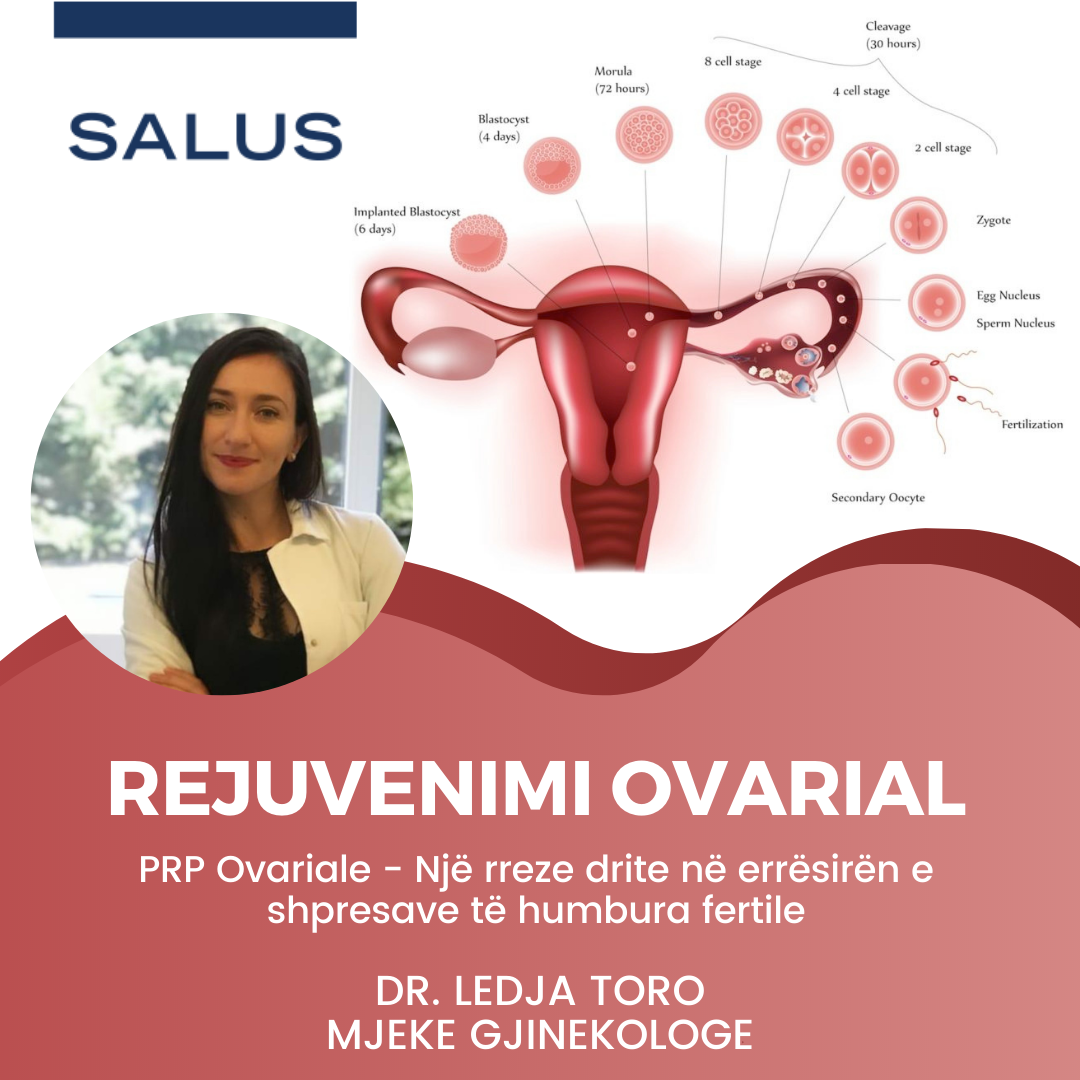 SALUS
Cleavage
(30 hours)
8 cell stage
Morula
(72 hours)
4 cell stage
Blastocyst
(4 days)
2 cell stage
Implanted Blastocyst
(6 days)
Zygote
Egg Nucleus
Sperm Nucleus
Fertilization
Secondary Oocyte
REJUVENIMI OVARIAL
PRP Ovariale - Një rreze drite në errësirën e
shpresave të humbura fertile
DR. LEDJA TORO
MJEKE GJINEKOLOGE